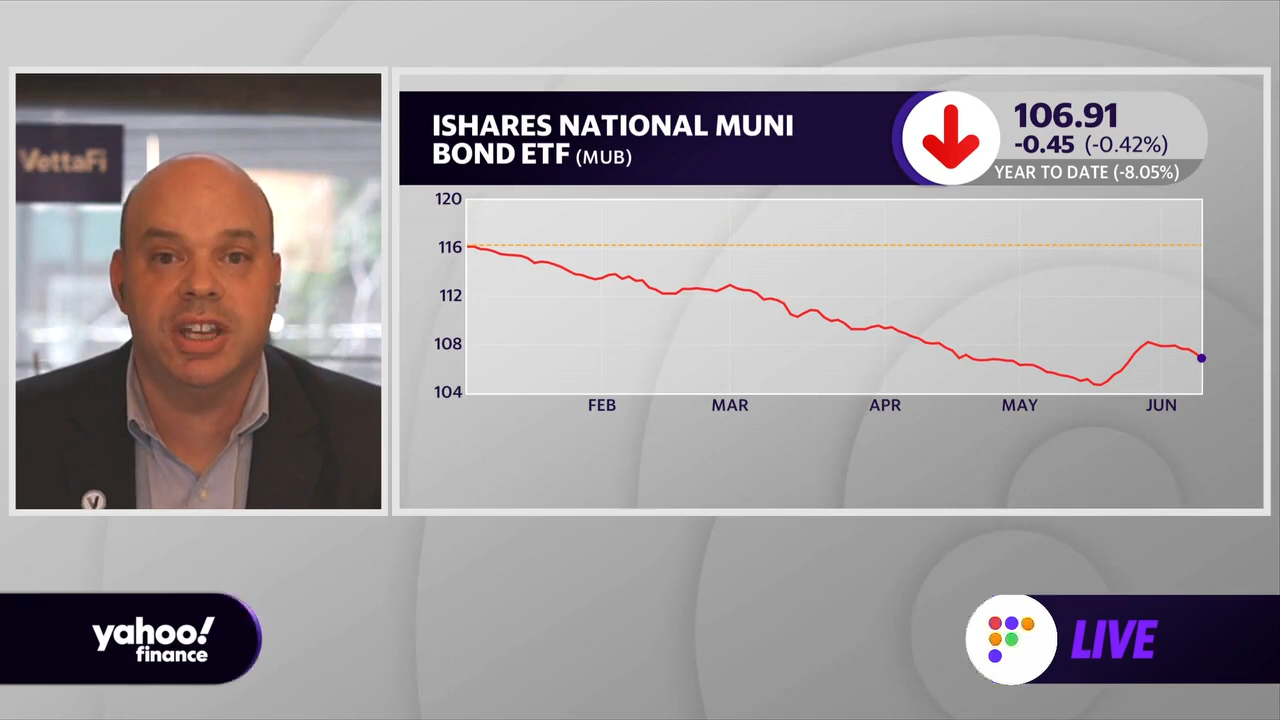 VettaFi
V
ISHARES NATIONAL MUNI
BOND ETF (MUB)
106.91
-0.45 (-0.42%)
YEAR TO DATE (-8.05%)
120
116
112
108
104
FEB MAR APR MAY JUN
yahoo!
finance
LIVE